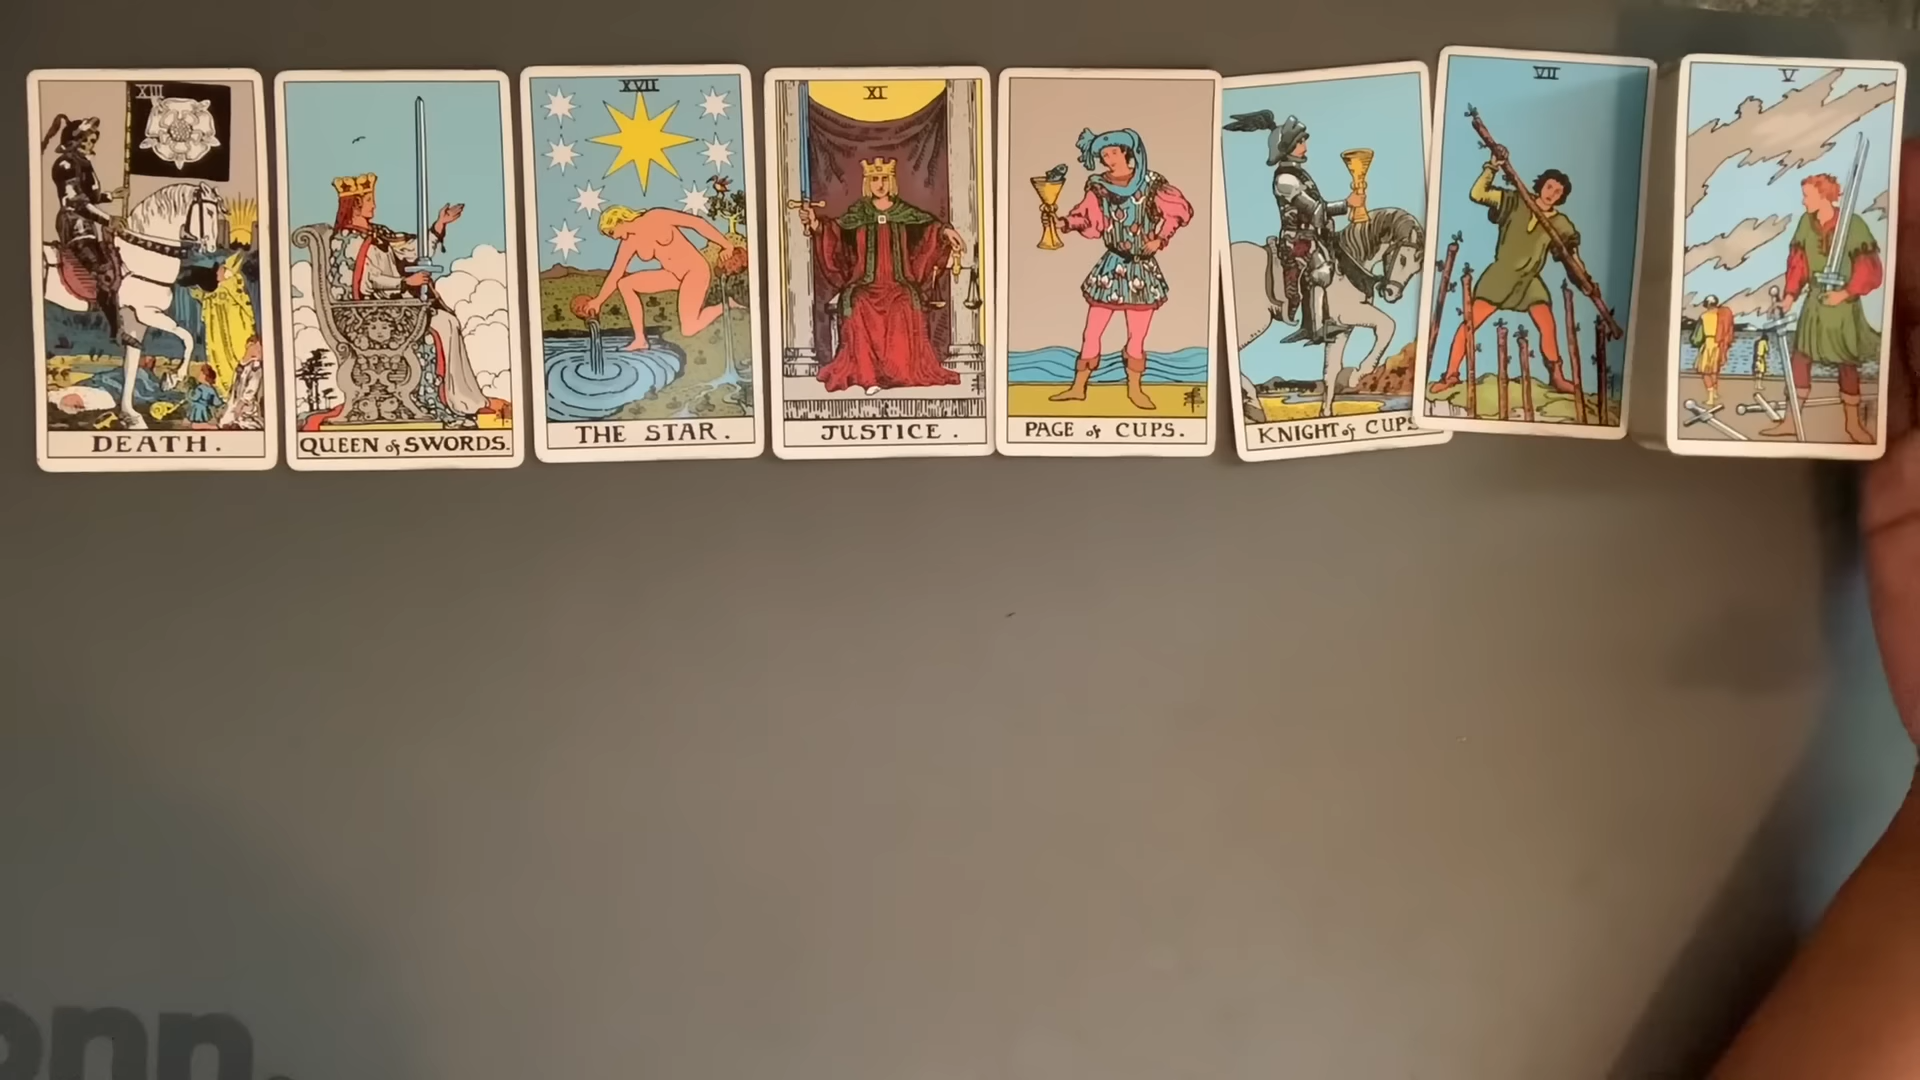 XIII
DEATH.
QUEEN of SWORDS.
XVII
THE STAR.
XI
JUSTICE.
PAGE of CUPS.
KNIGHT of CUPS
VII
V